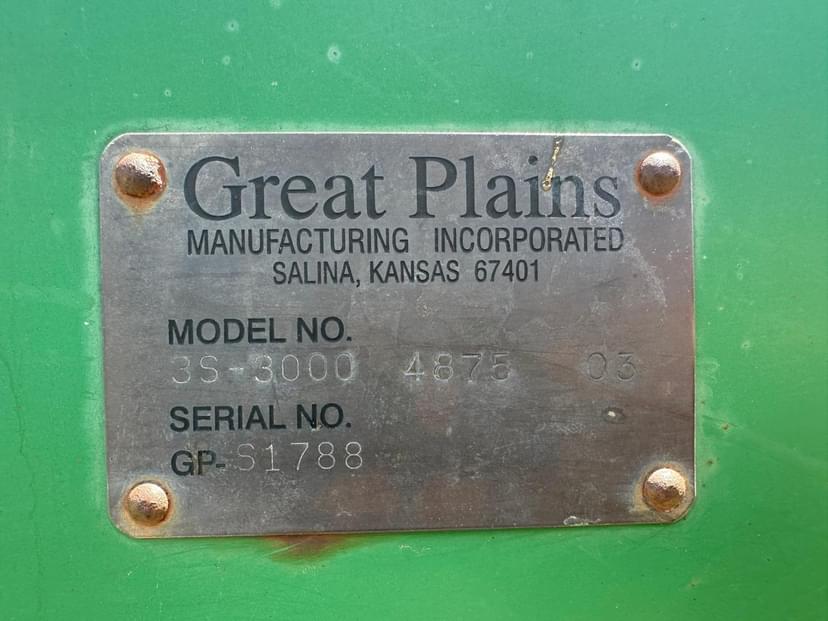 Great Plains
MANUFACTURING INCORPORATED
SALINA, KANSAS 67401
MODEL NO.
3S-3000 4875 03
SERIAL NO.
GP-S1788